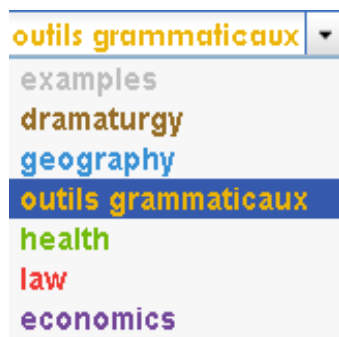 outils grammaticaux
examples
dramaturgy
geography
outils grammaticaux
health
law
economics